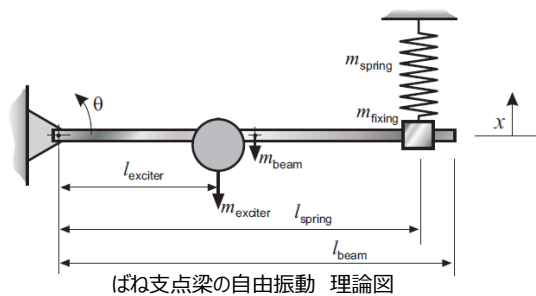 m_spring
θ
m_fixing
x
l_exciter
m_beam
m_exciter
l_spring
l_beam
ばね支点梁の自由振動 理論図